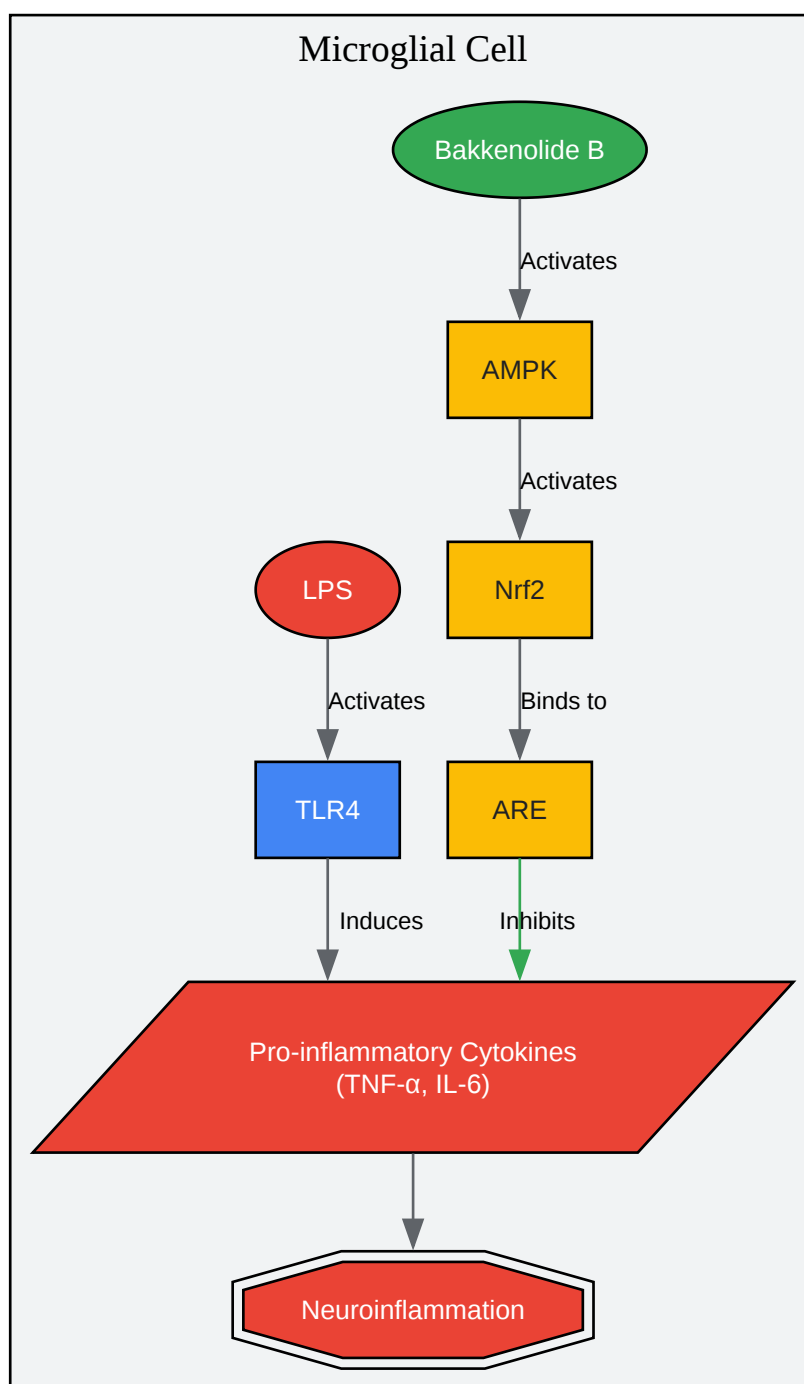 Microglial Cell
Bakkenolide B
Activates
AMPK
Activates
LPS
Nrf2
Activates
Binds to
TLR4
ARE
Induces
Inhibits
Pro-inflammatory Cytokines
(TNF-α, IL-6)
Neuroinflammation